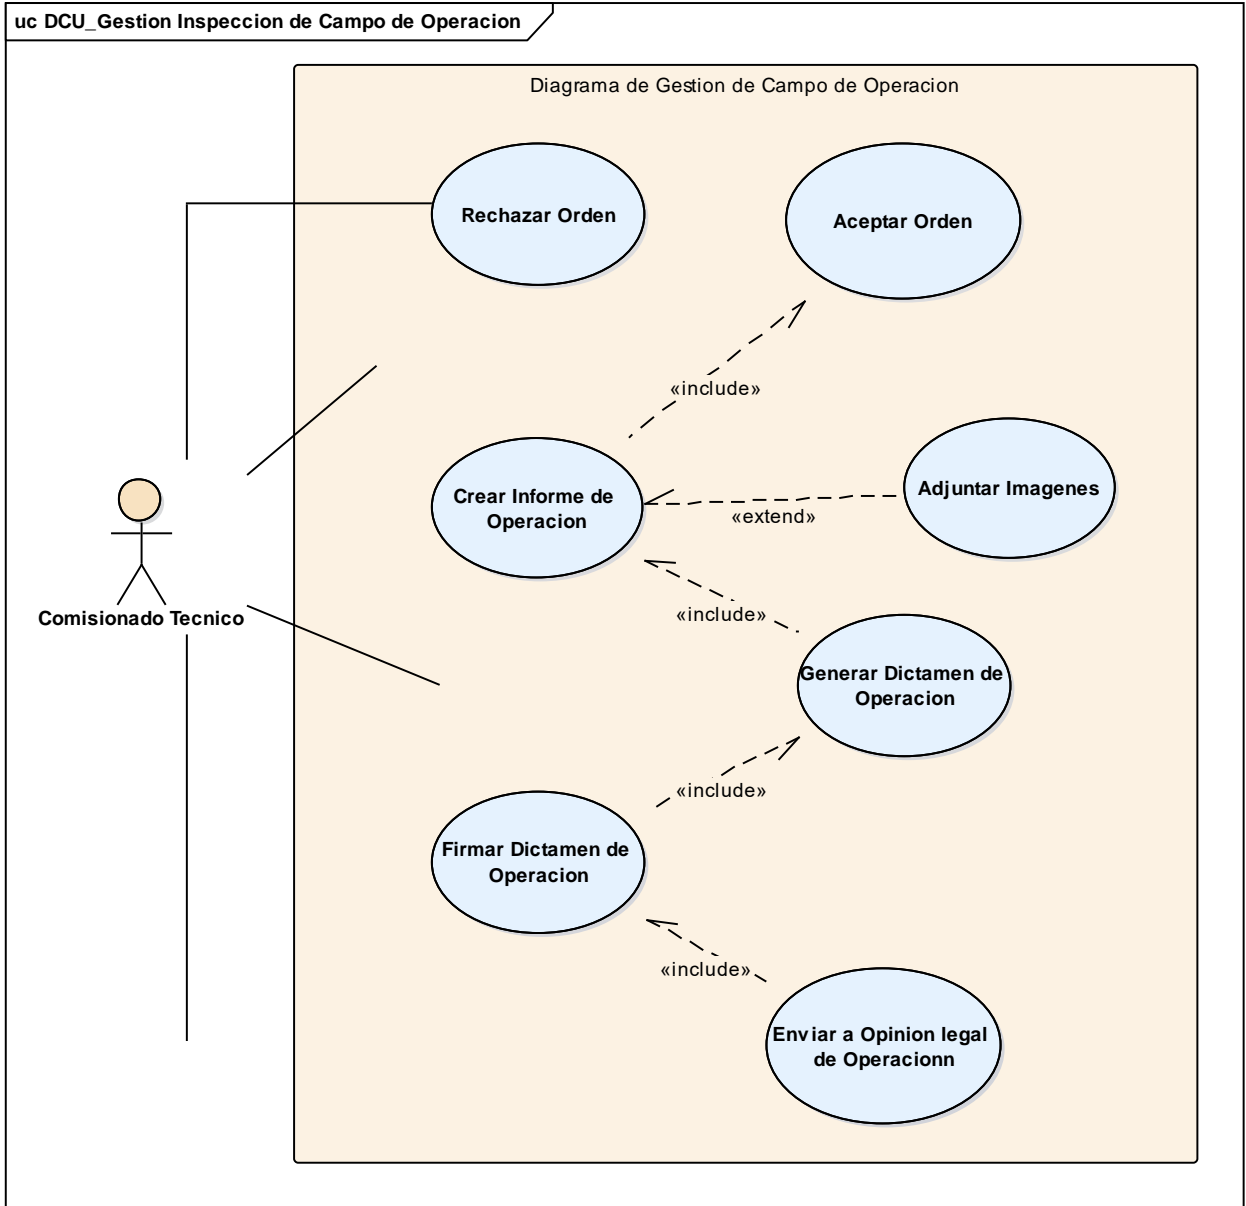 uc DCU_Gestion Inspeccion de Campo de Operacion
Diagrama de Gestion de Campo de Operacion
Rechazar Orden
Aceptar Orden
«include»
Crear Informe de
Operacion
Adjuntar Imagenes
«extend»
Comisionado Tecnico
«include»
Generar Dictamen de
Operacion
«include»
Firmar Dictamen de
Operacion
«include»
Enviar a Opinion legal
de Operacionn